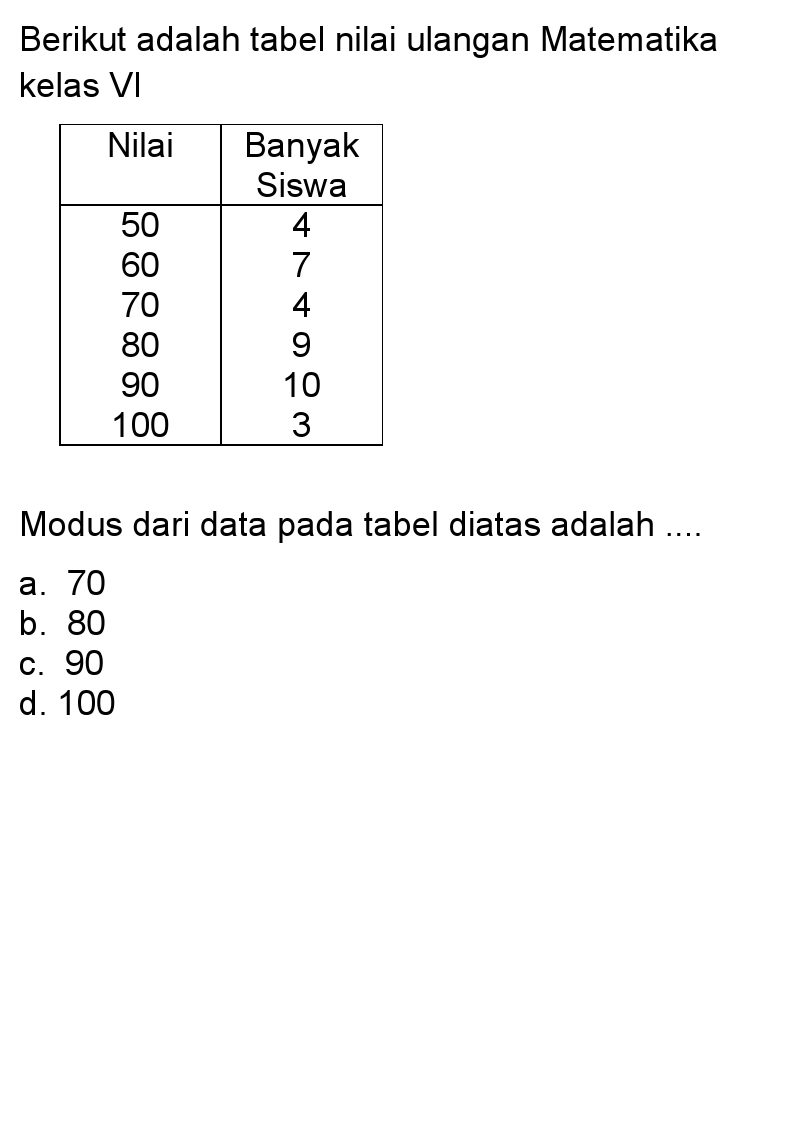 Berikut adalah tabel nilai ulangan Matematika
kelas VI
Nilai Banyak
Siswa
50 4
60 7
70 4
80 9
90 10
100 3
Modus dari data pada tabel diatas adalah ....
a. 70
b. 80
c. 90
d. 100